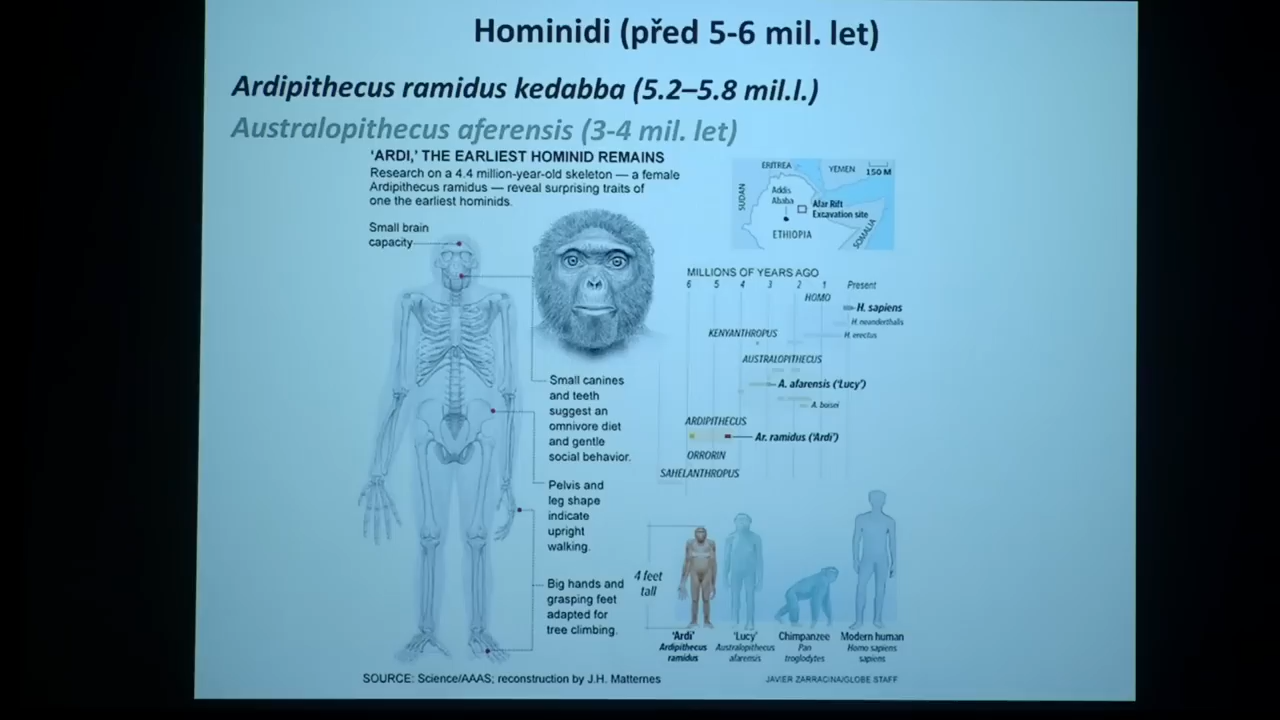 Hominidi (před 5-6 mil. let)
Ardipithecus ramidus kedabba (5.2–5.8 mil.l.)
Australopithecus aferensis (3-4 mil. let)
'ARDI,' THE EARLIEST HOMINID REMAINS
Research on a 4.4 million-year-old skeleton — a female
Ardipithecus ramidus — reveal surprising traits of
one the earliest hominids.
Small brain
capacity
Small canines
and teeth
suggest an
omnivore diet
and gentle
social behavior.
Pelvis and
leg shape
indicate
upright
walking.
Big hands and
grasping feet
adapted for
tree climbing.
ERITREA
YEMEN
150 M
SUDAN
Addis
Ababa
Afar Rift
Excavation site
ETHIOPIA
SOMALIA
MILLIONS OF YEARS AGO
6 5 4 3 2 1 Present
HOMO
H. sapiens
H. neanderthalis
H. erectus
KENYANTHROPUS
AUSTRALOPITHECUS
A. afarensis ('Lucy')
A. boisei
ARDIPITHECUS
Ar. ramidus ('Ardi')
ORRORIN
SAHELANTHROPUS
4 feet
tall
'Ardi'
Ardipithecus
ramidus
'Lucy'
Australopithecus
afarensis
Chimpanzee
Pan
troglodytes
Modern human
Homo sapiens
sapiens
SOURCE: Science/AAAS; reconstruction by J.H. Matternes
JAVIER ZARRACINA/GLOBE STAFF